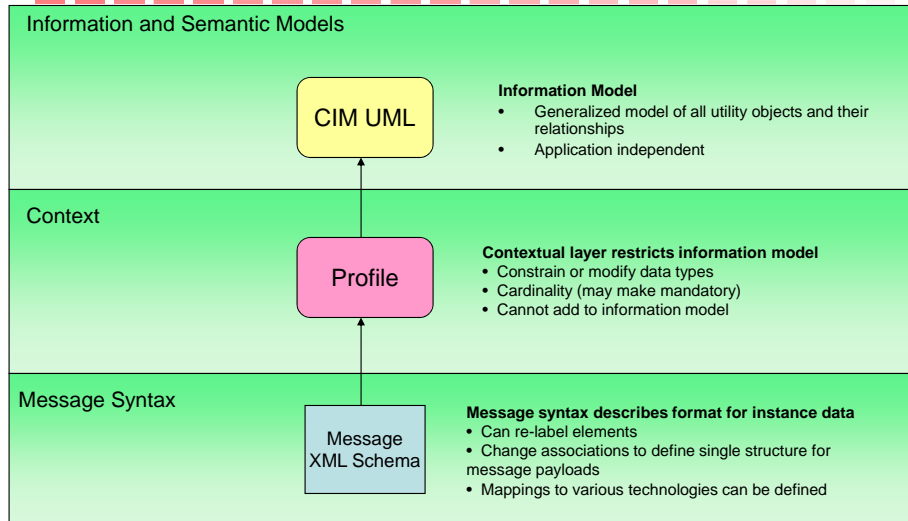 Information and Semantic Models
CIM UML
Information Model
• Generalized model of all utility objects and their
relationships
• Application independent
Context
Profile
Contextual layer restricts information model
• Constrain or modify data types
• Cardinality (may make mandatory)
• Cannot add to information model
Message Syntax
Message
XML Schema
Message syntax describes format for instance data
• Can re-label elements
• Change associations to define single structure for
message payloads
• Mappings to various technologies can be defined